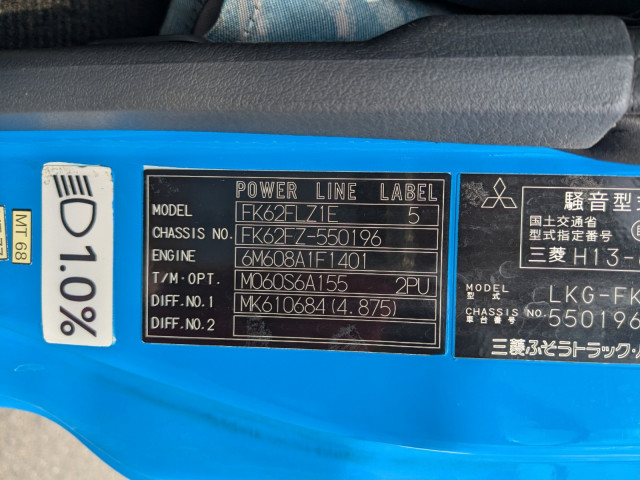 POWER LINE LABEL
MODEL FK62FLZ1E 5
CHASSIS NO. FK62FZ-550196
ENGINE 6M608A1F1401
T/M·OPT. M060S6A155 2PU
DIFF.NO.1 MK610684(4.875)
DIFF.NO.2
1.0%
MT 68
騒音型式
国土交通省
型式指定番号
三菱 H13-
MODEL
型式 LKG-FK
CHASSIS NO.
車台番号 550196
三菱ふそうトラック・